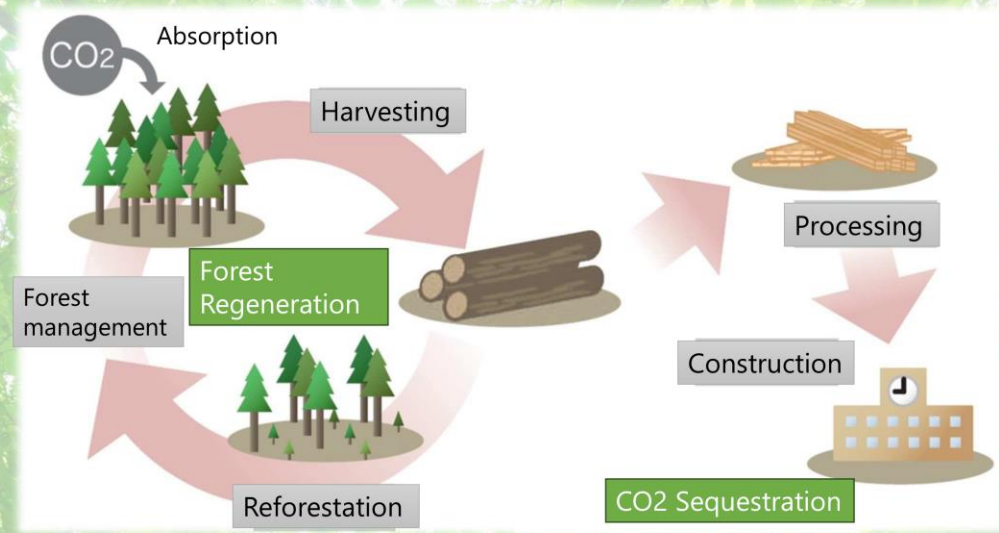 CO2
Absorption
Harvesting
Forest
Regeneration
Forest
management
Reforestation
Processing
Construction
CO2 Sequestration